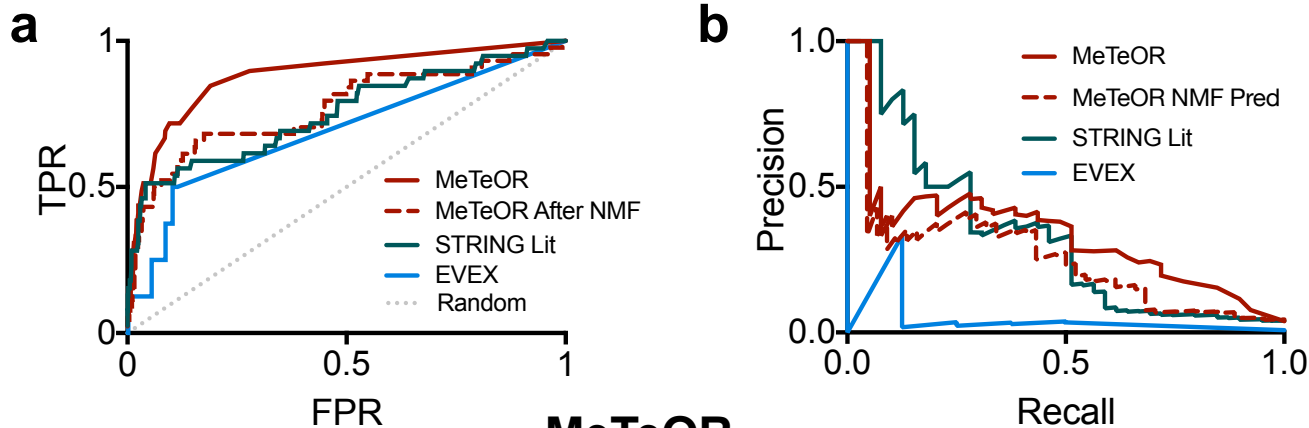 a
1
TPR
0.5
0
0
0.5
1
FPR
MeTeOR
MeTeOR After NMF
STRING Lit
EVEX
Random
b
1.0
Precision
0.5
0.0
0.0
0.5
1.0
Recall
MeTeOR
MeTeOR NMF Pred
STRING Lit
EVEX
MeTeOR